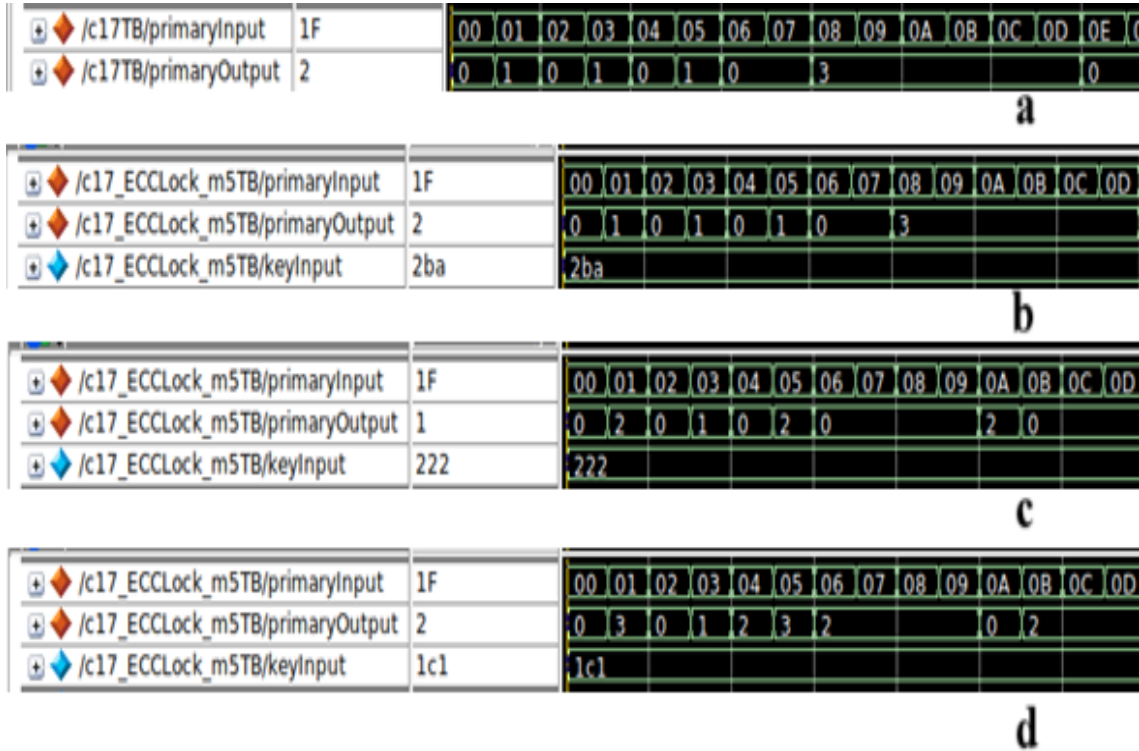 /c17TB/primaryInput 1F 00 01 02 03 04 05 06 07 08 09 0A 0B 0C 0D 0E
/c17TB/primaryOutput 2 0 1 0 1 0 1 0 3 0
a
/c17_ECCLock_m5TB/primaryInput 1F 00 01 02 03 04 05 06 07 08 09 0A 0B 0C 0D
/c17_ECCLock_m5TB/primaryOutput 2 0 1 0 1 0 1 0 3
/c17_ECCLock_m5TB/keyInput 2ba 2ba
b
/c17_ECCLock_m5TB/primaryInput 1F 00 01 02 03 04 05 06 07 08 09 0A 0B 0C 0D
/c17_ECCLock_m5TB/primaryOutput 1 0 2 0 1 0 2 0 2 0
/c17_ECCLock_m5TB/keyInput 222 222
c
/c17_ECCLock_m5TB/primaryInput 1F 00 01 02 03 04 05 06 07 08 09 0A 0B 0C 0D
/c17_ECCLock_m5TB/primaryOutput 2 0 3 0 1 2 3 2 0 2
/c17_ECCLock_m5TB/keyInput 1c1 1c1
d